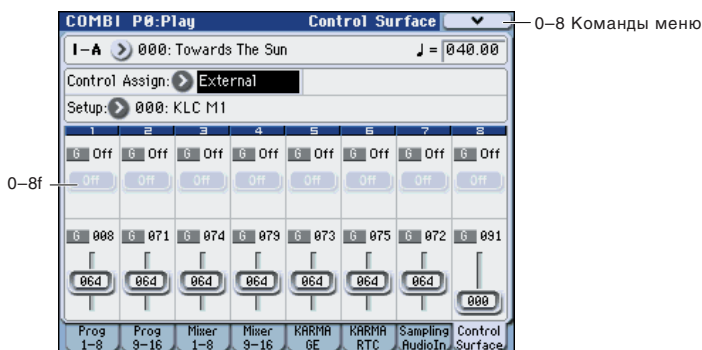 COMBI P0:Play Control Surface
0–8 Команды меню
I–A 000: Towards The Sun ♩= 040.00
Control Assign: External
Setup: 000: KLC M1
1 2 3 4 5 6 7 8
G Off G Off G Off G Off G Off G Off G Off G Off
0–8f
Off Off Off Off Off Off Off Off
G 008 G 071 G 074 G 079 G 073 G 075 G 072 G 091
064 064 064 064 064 064 064 000
Prog 1–8 Prog 9–16 Mixer 1–8 Mixer 9–16 KARMA GE KARMA RTC Sampling AudioIn Control Surface